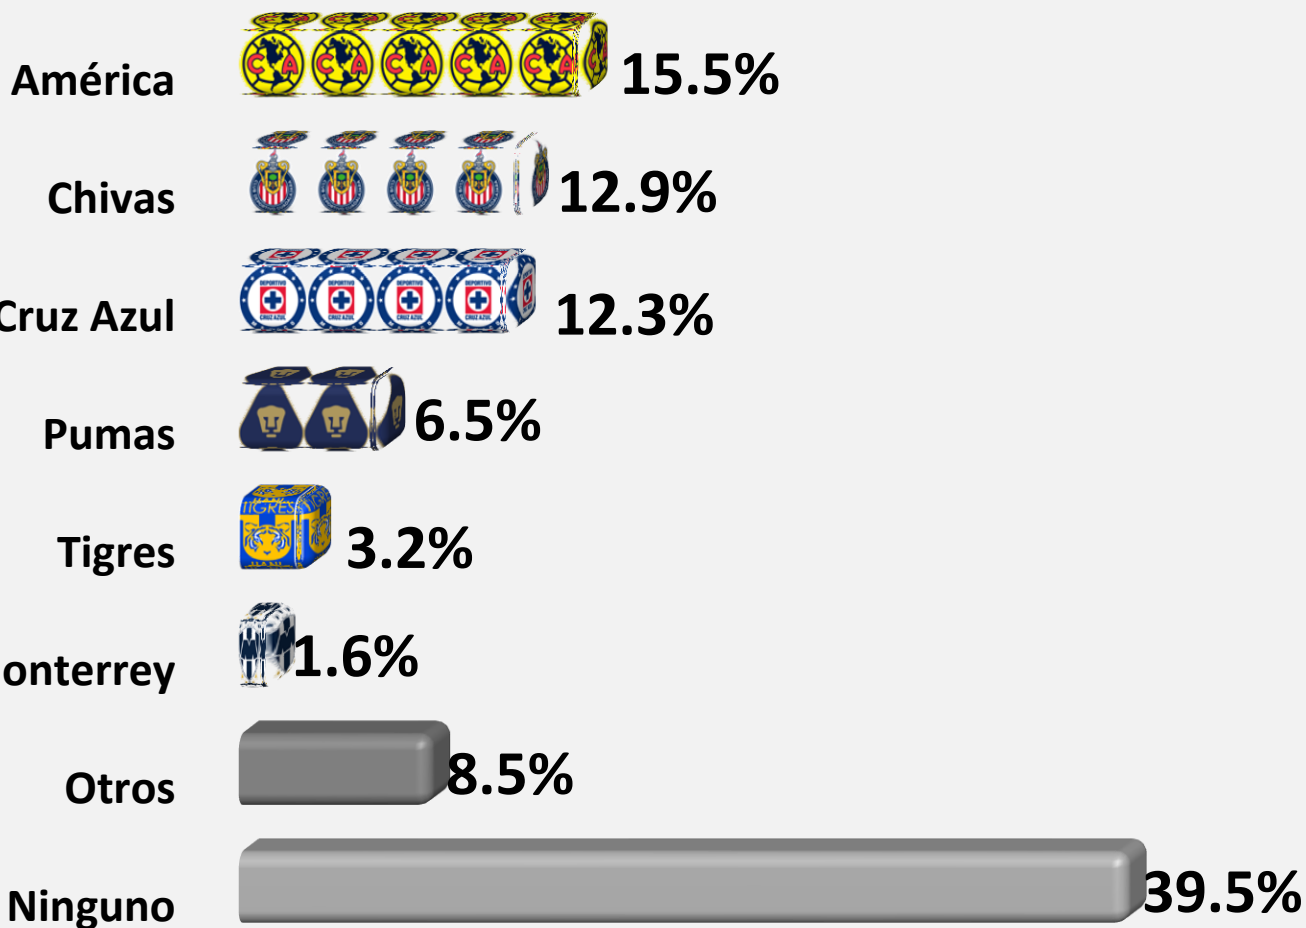 América 15.5%
Chivas 12.9%
Cruz Azul 12.3%
Pumas 6.5%
TIGRES
Tigres 3.2%
onterrey 1.6%
Otros 8.5%
Ninguno 39.5%